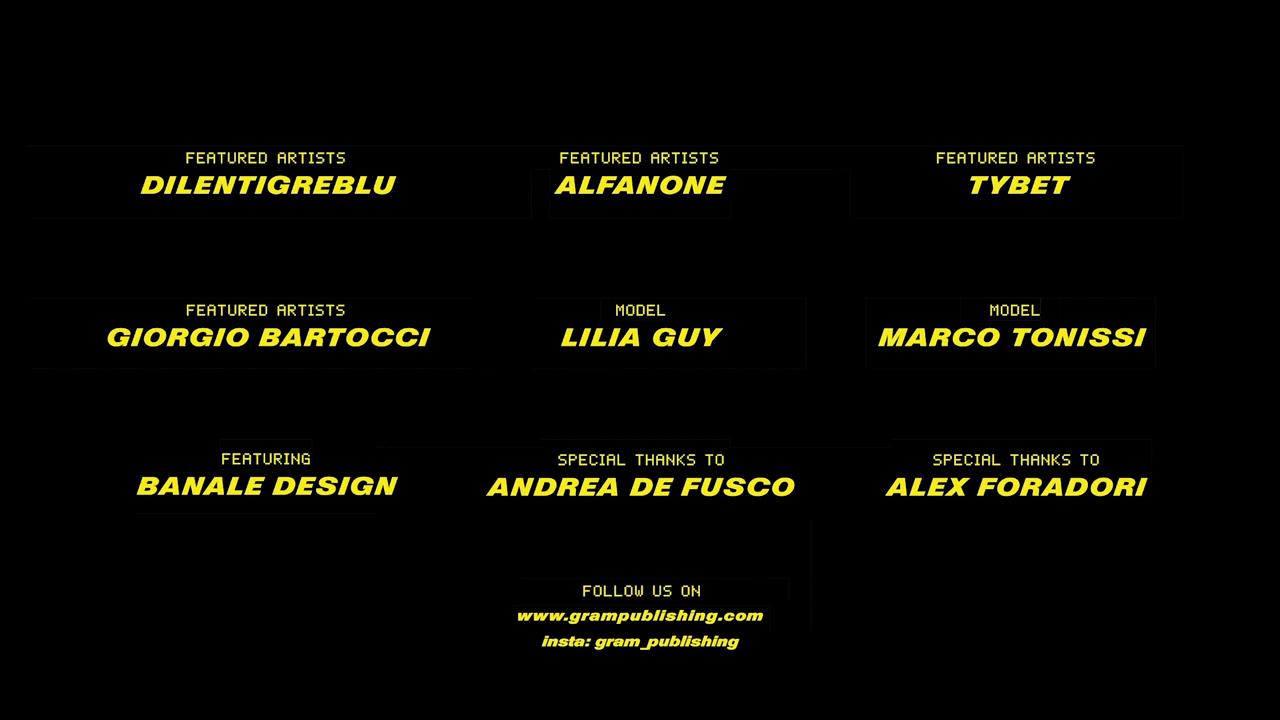 FEATURED ARTISTS
DILENTIGREBLU
FEATURED ARTISTS
ALFANONE
FEATURED ARTISTS
TYBET
FEATURED ARTISTS
GIORGIO BARTOCCI
MODEL
LILIA GUY
MODEL
MARCO TONISSI
FEATURING
BANALE DESIGN
SPECIAL THANKS TO
ANDREA DE FUSCO
SPECIAL THANKS TO
ALEX FORADORI
FOLLOW US ON
www.grampublishing.com
insta: gram_publishing